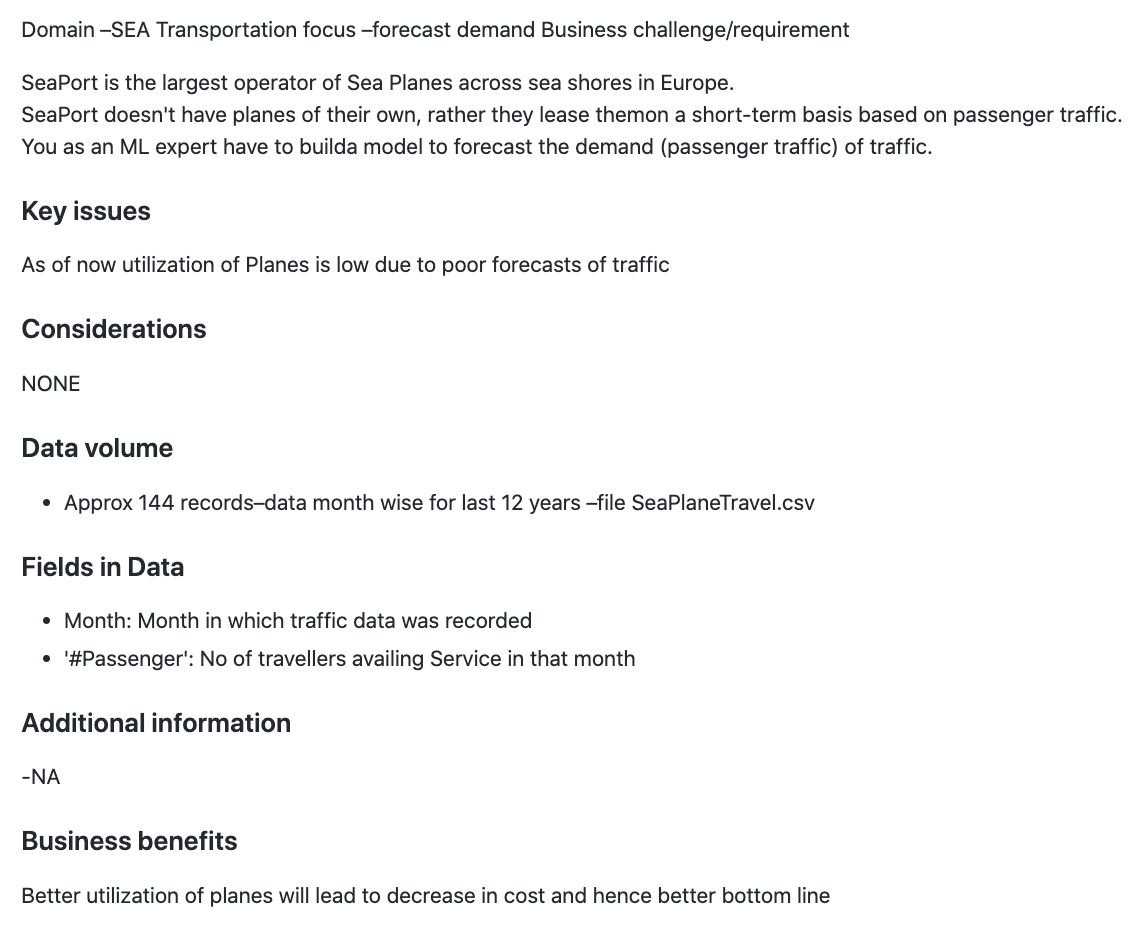 Domain –SEA Transportation focus –forecast demand Business challenge/requirement
SeaPort is the largest operator of Sea Planes across sea shores in Europe.
SeaPort doesn't have planes of their own, rather they lease themon a short-term basis based on passenger traffic.
You as an ML expert have to builda model to forecast the demand (passenger traffic) of traffic.
Key issues
As of now utilization of Planes is low due to poor forecasts of traffic
Considerations
NONE
Data volume
• Approx 144 records–data month wise for last 12 years –file SeaPlaneTravel.csv
Fields in Data
• Month: Month in which traffic data was recorded
• '#Passenger': No of travellers availing Service in that month
Additional information
-NA
Business benefits
Better utilization of planes will lead to decrease in cost and hence better bottom line